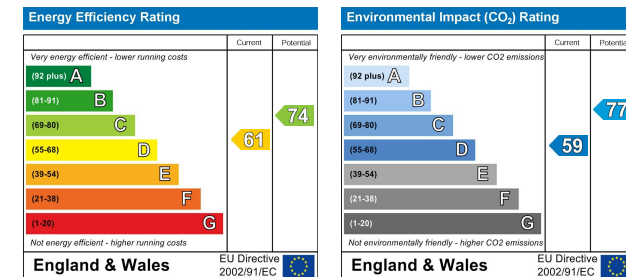 Energy Efficiency Rating
Current Potential
Very energy efficient - lower running costs
(92 plus) A
(81-91) B
(69-80) C
(55-68) D
(39-54) E
(21-38) F
(1-20) G
61
74
Not energy efficient - higher running costs
England & Wales
EU Directive
2002/91/EC
Environmental Impact (CO₂) Rating
Current Potential
Very environmentally friendly - lower CO2 emissions
(92 plus) A
(81-91) B
(69-80) C
(55-68) D
(39-54) E
(21-38) F
(1-20) G
59
77
Not environmentally friendly - higher CO2 emissions
England & Wales
EU Directive
2002/91/EC